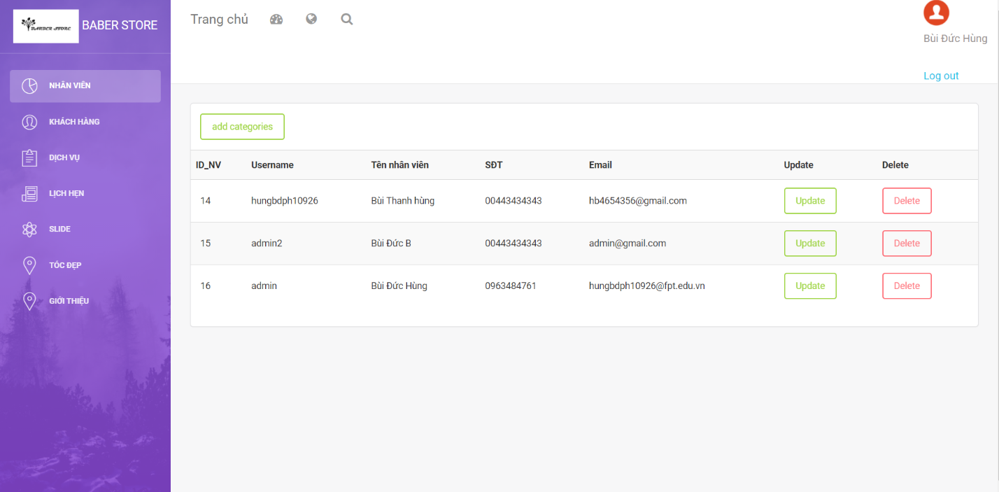 BARBER STORE
BABER STORE
Trang chủ
Bùi Đức Hùng
Log out
NHÂN VIÊN
KHÁCH HÀNG
DỊCH VỤ
LỊCH HẸN
SLIDE
TÓC ĐẸP
GIỚI THIỆU
add categories
ID_NV Username Tên nhân viên SĐT Email Update Delete
14 hungbdph10926 Bùi Thanh hùng 00443434343 hb4654356@gmail.com Update Delete
15 admin2 Bùi Đức B 00443434343 admin@gmail.com Update Delete
16 admin Bùi Đức Hùng 0963484761 hungbdph10926@fpt.edu.vn Update Delete